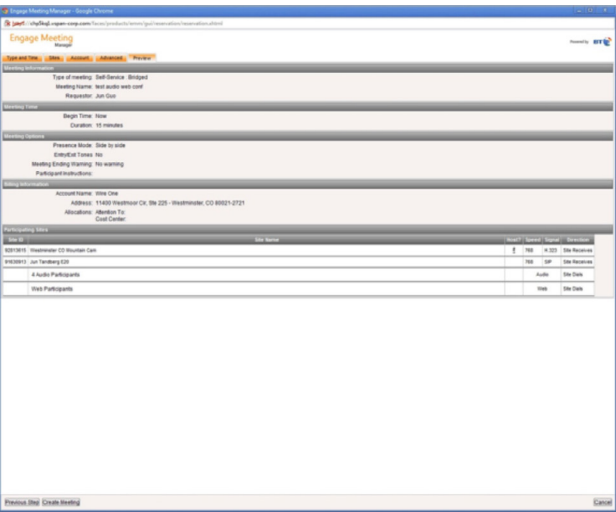 Engage Meeting Manager - Google Chrome
Engage Meeting
Manager
Powered by BT
Type and Time Sites Account Advanced Preview
Meeting Information
Type of meeting: Self-Service : Bridged
Meeting Name: test audio web conf
Requestor: Jun Guo
Meeting Time
Begin Time: Now
Duration: 15 minutes
Meeting Options
Presence Mode: Side to side
Entry/Exit Tones: No
Meeting Ending Warning: No warning
Participant Instructions:
Billing Information
Account Name: Wire One
Address: 11400 Westmoor Cir, Ste 225 - Westminster, CO 80021-2721
Allocations: Attention To:
Cost Center:
Participating Sites
Site ID Site Name Host? Speed Signal Direction
Westminster CO Mountain Cam 768 H.323 Site Receives
Jun Tandberg E20 768 SIP Site Receives
4 Audio Participants Audio Site Dials
Web Participants Web Site Dials
Previous Step Create Meeting Cancel